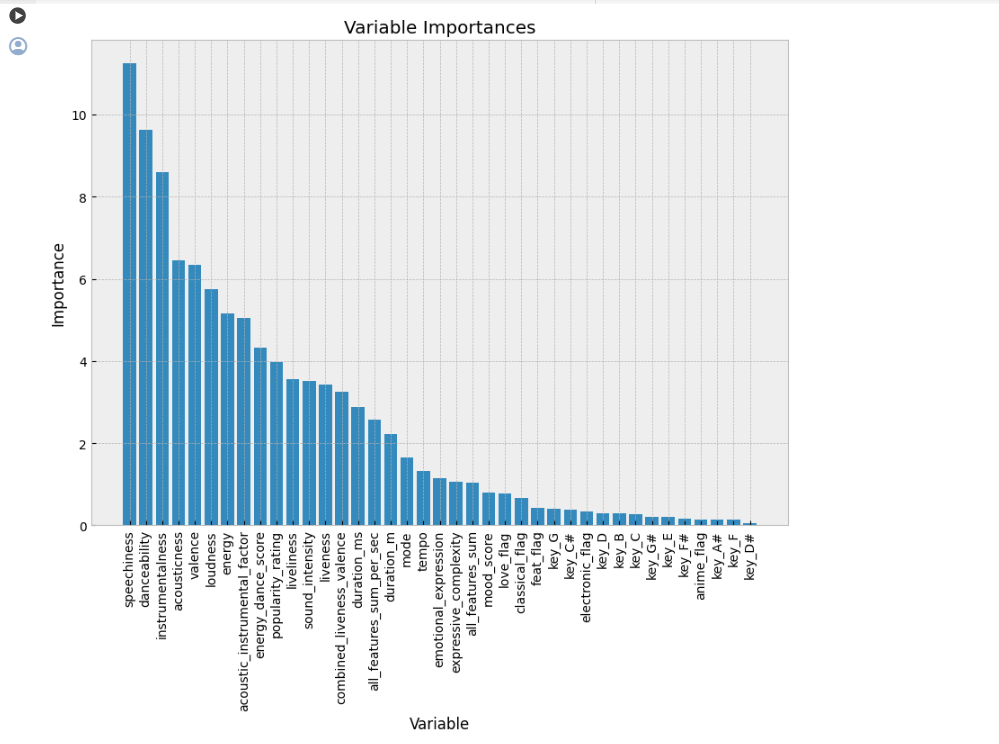 Variable Importances
Importance
10
8
6
4
2
0
speechiness
danceability
instrumentalness
acousticness
valence
loudness
energy
acoustic_instrumental_factor
energy_dance_score
popularity_rating
liveliness
sound_intensity
liveness
combined_liveness_valence
duration_ms
all_features_sum_per_sec
duration_m
mode
tempo
emotional_expression
expressive_complexity
all_features_sum
mood_score
love_flag
classical_flag
feat_flag
key_G
key_C#
electronic_flag
key_D
key_B
key_C
key_G#
key_E
key_F#
anime_flag
key_A#
key_F
key_D#
Variable